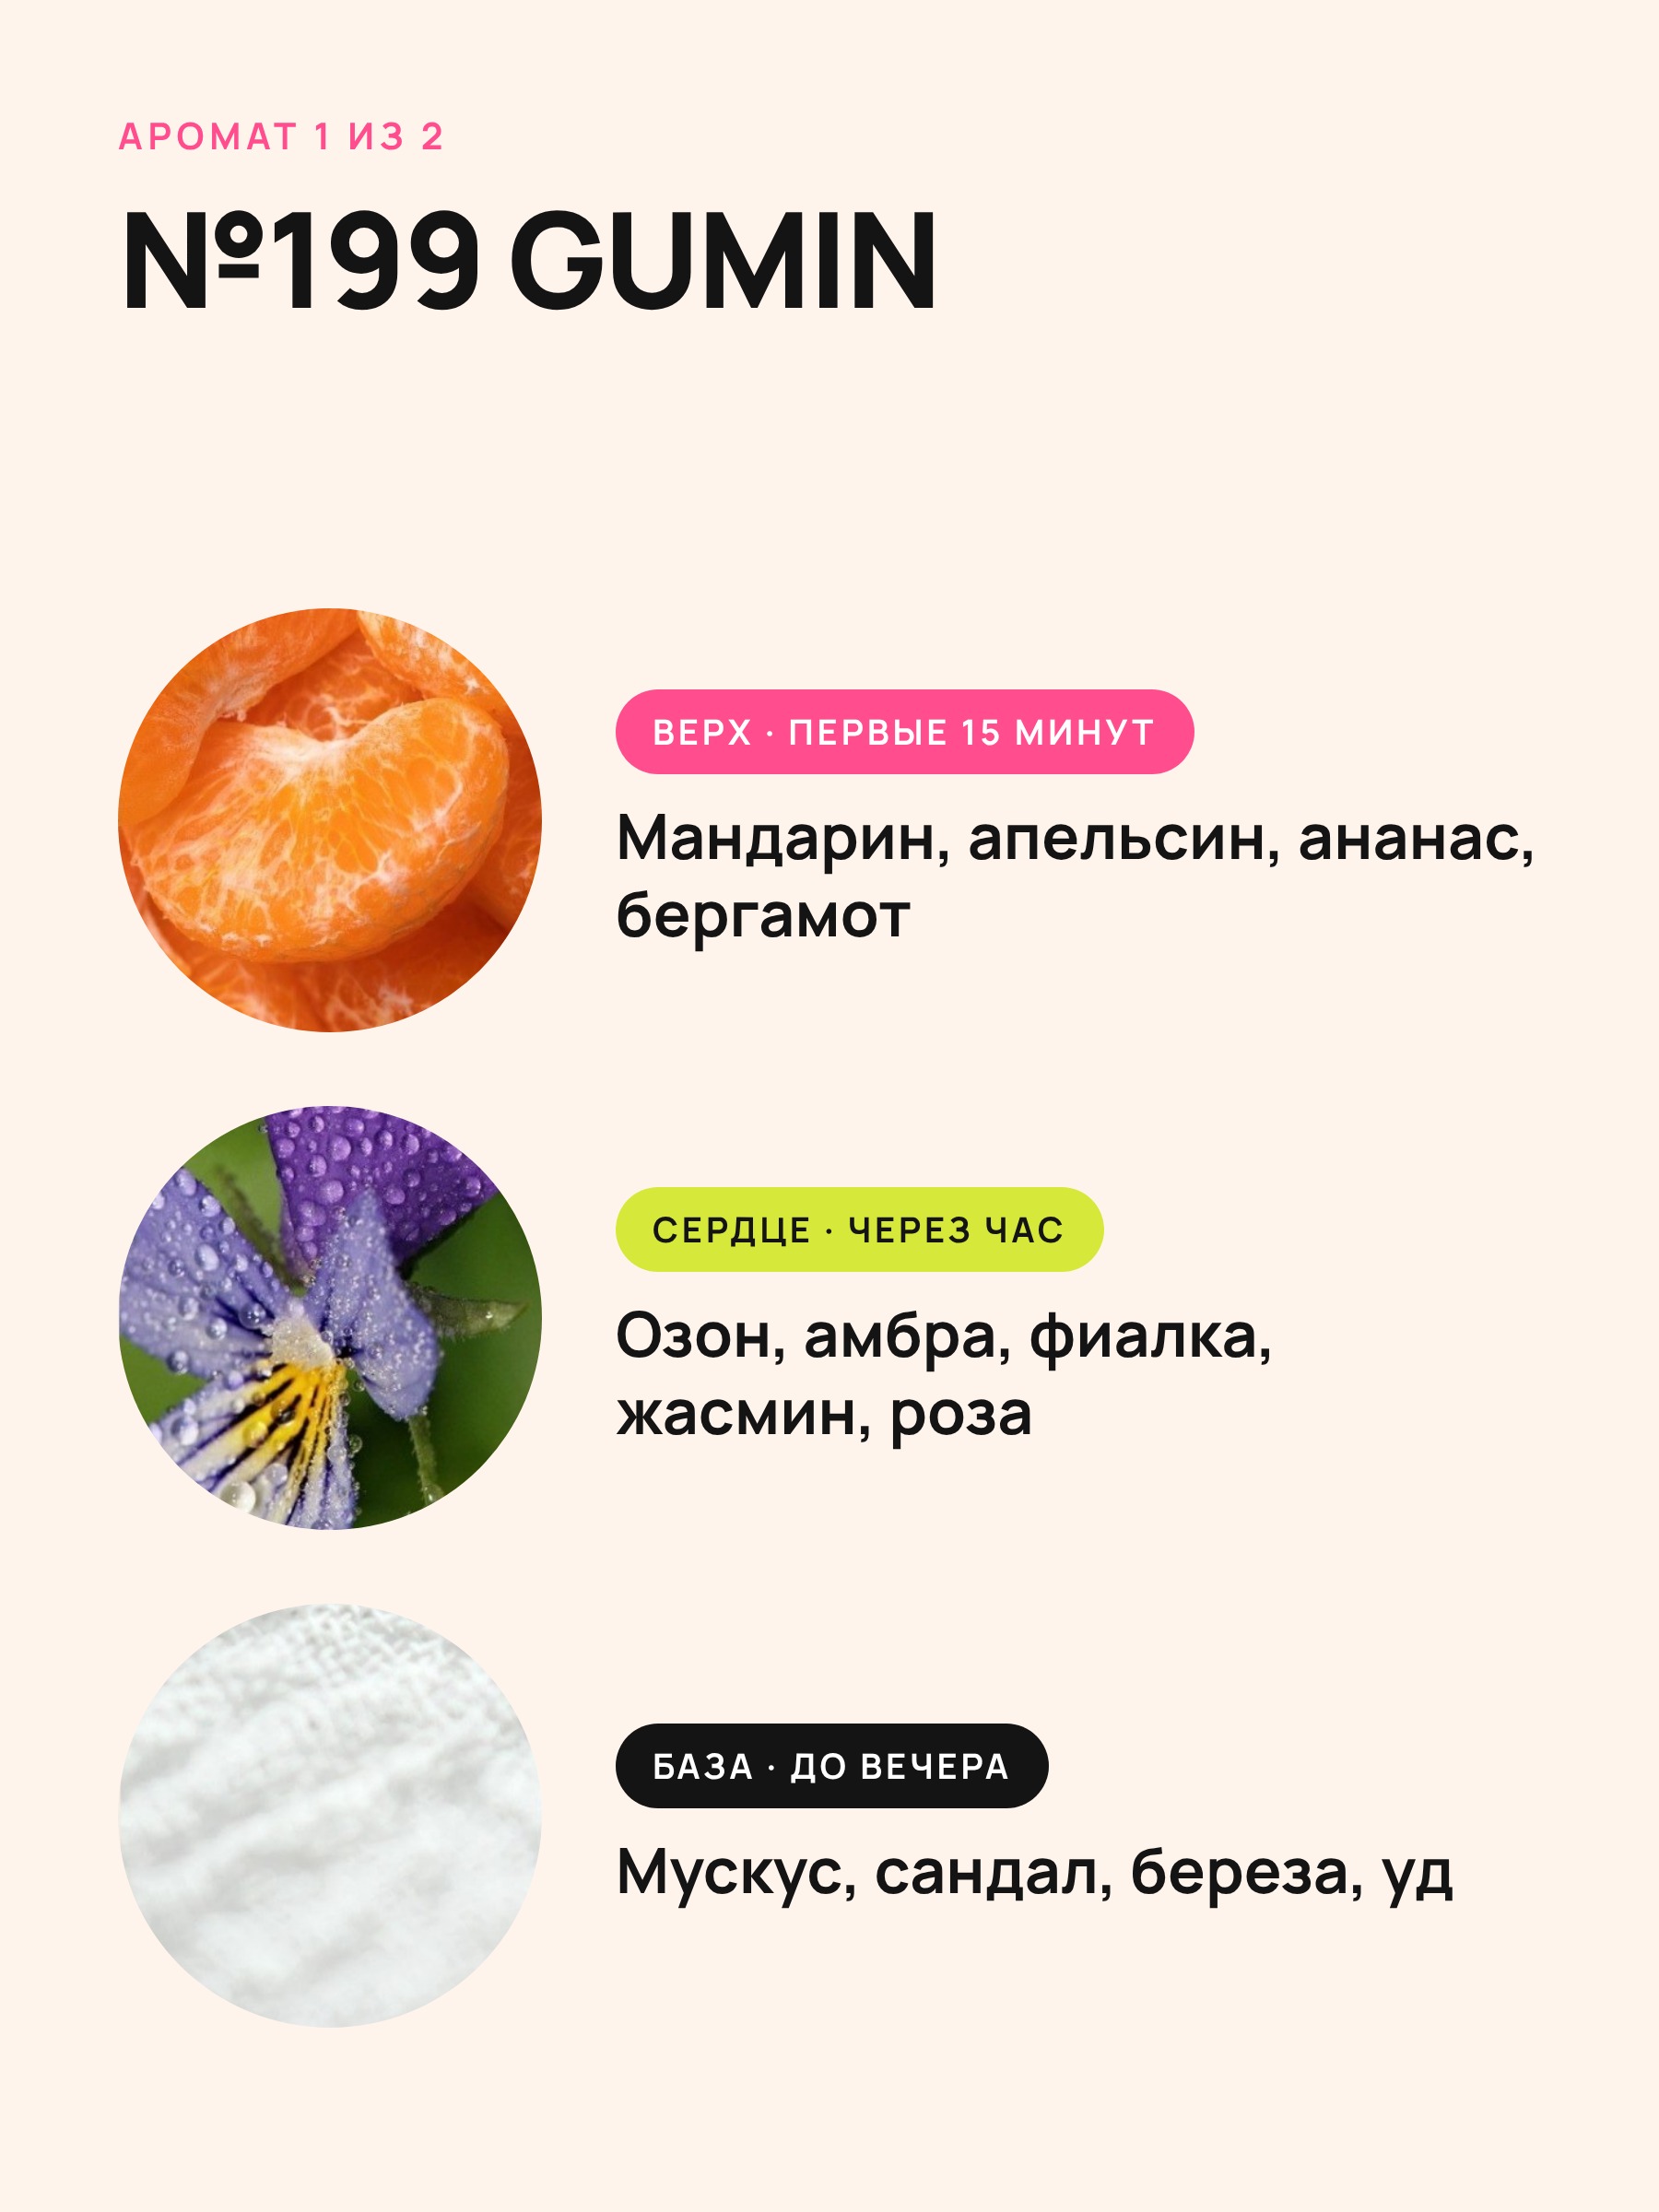 АРОМАТ 1 ИЗ 2
№199 GUMIN
ВЕРХ · ПЕРВЫЕ 15 МИНУТ
Мандарин, апельсин, ананас,
бергамот
СЕРДЦЕ · ЧЕРЕЗ ЧАС
Озон, амбра, фиалка,
жасмин, роза
БАЗА · ДО ВЕЧЕРА
Мускус, сандал, береза, уд